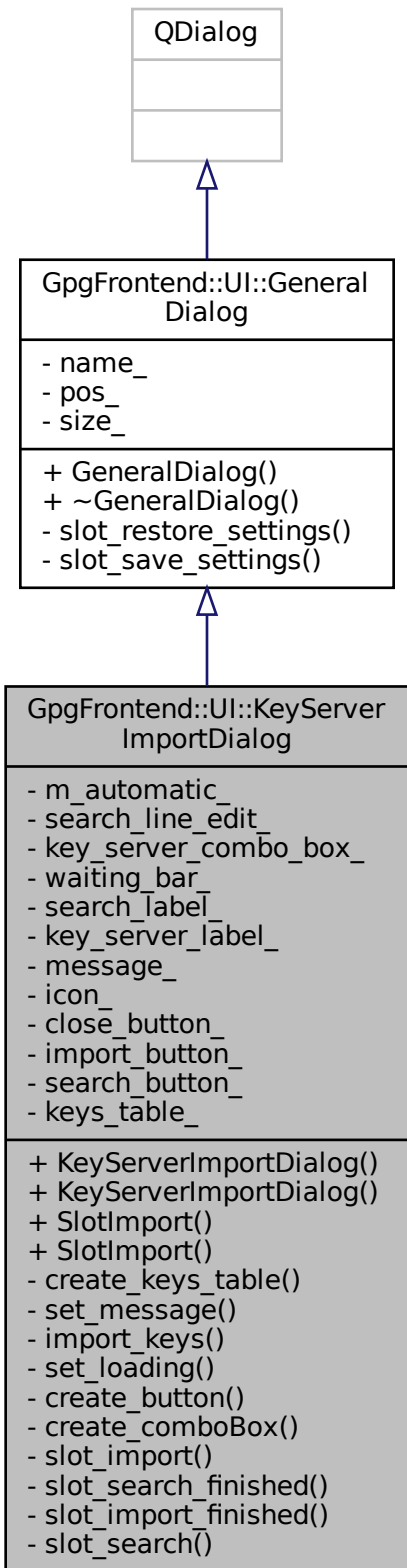 QDialog
GpgFrontend::UI::General
Dialog
- name_
- pos_
- size_
+ GeneralDialog()
+ ~GeneralDialog()
- slot_restore_settings()
- slot_save_settings()
GpgFrontend::UI::KeyServer
ImportDialog
- m_automatic_
- search_line_edit_
- key_server_combo_box_
- waiting_bar_
- search_label_
- key_server_label_
- message_
- icon_
- close_button_
- import_button_
- search_button_
- keys_table_
+ KeyServerImportDialog()
+ KeyServerImportDialog()
+ SlotImport()
+ SlotImport()
- create_keys_table()
- set_message()
- import_keys()
- set_loading()
- create_button()
- create_comboBox()
- slot_import()
- slot_search_finished()
- slot_import_finished()
- slot_search()